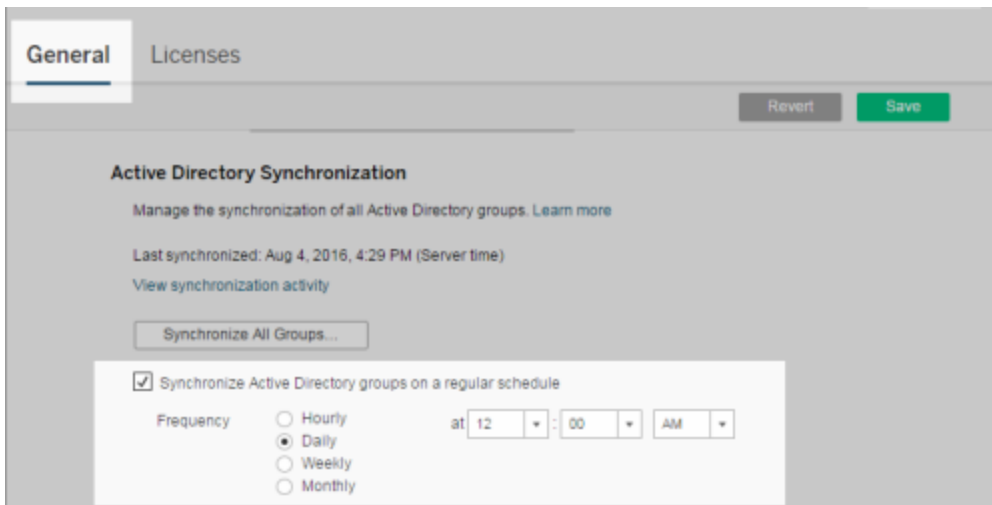 General Licenses
Revert Save
Active Directory Synchronization
Manage the synchronization of all Active Directory groups. Learn more
Last synchronized: Aug 4, 2016, 4:29 PM (Server time)
View synchronization activity
Synchronize All Groups...
Synchronize Active Directory groups on a regular schedule
Frequency Hourly at 12 : 00 AM
Daily
Weekly
Monthly